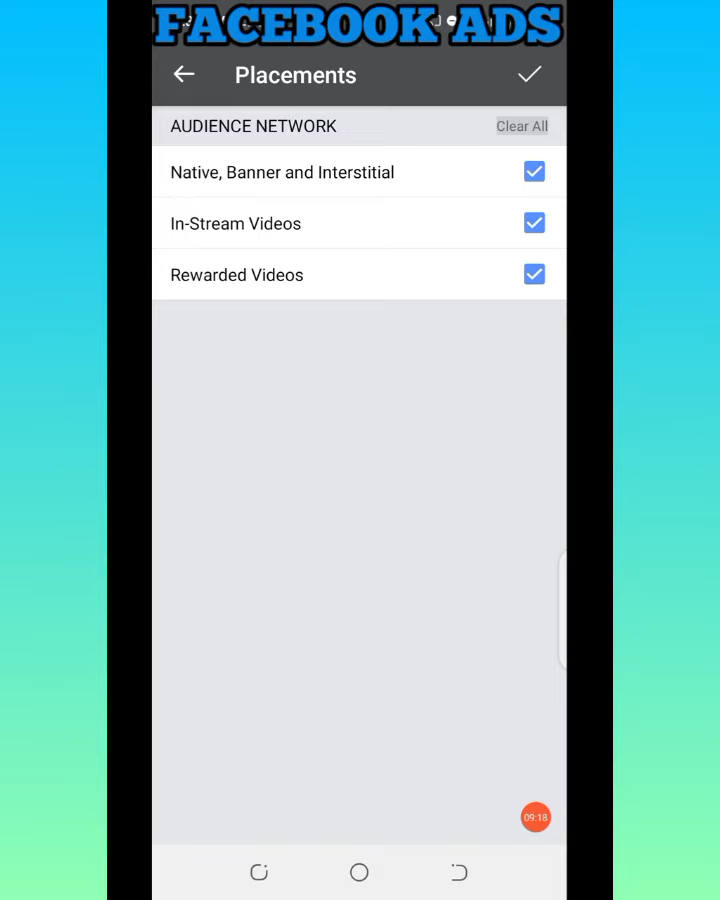 FACEBOOK ADS
Placements
AUDIENCE NETWORK
Clear All
Native, Banner and Interstitial
In-Stream Videos
Rewarded Videos
09:18